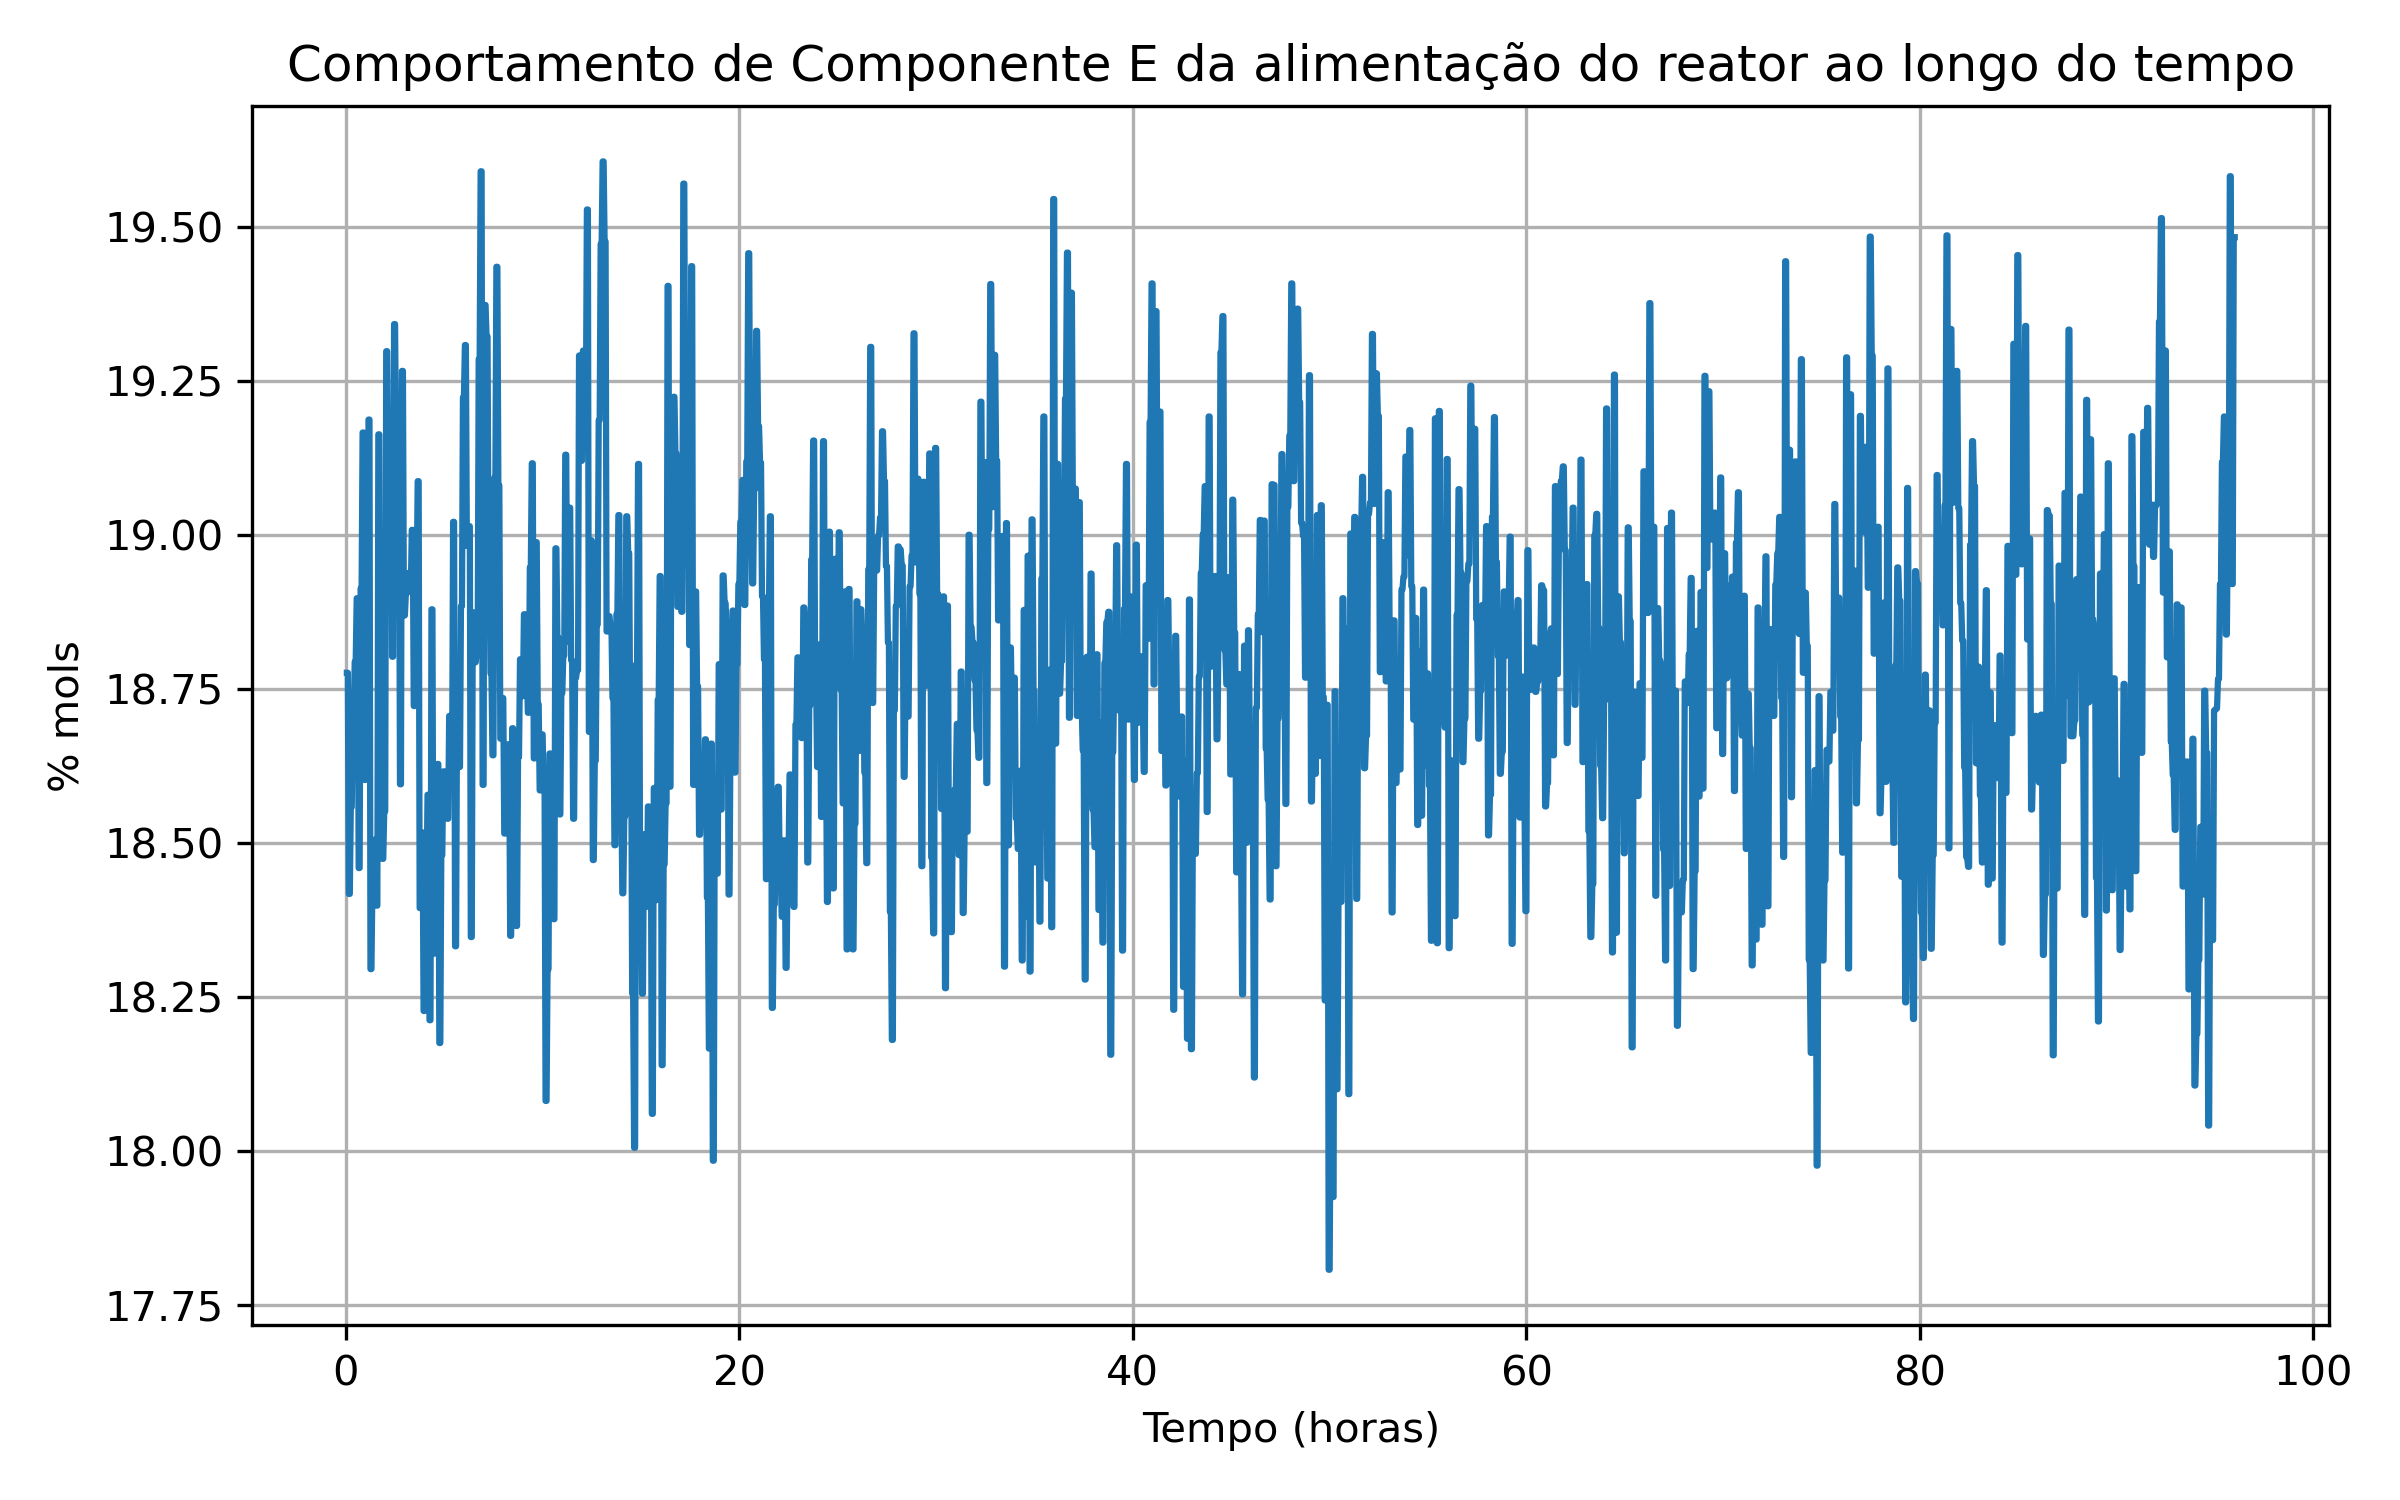 Comportamento de Componente E da alimentação do reator ao longo do tempo
19.50
19.25
19.00
18.75
18.50
18.25
18.00
17.75
% mols
0 20 40 60 80 100
Tempo (horas)